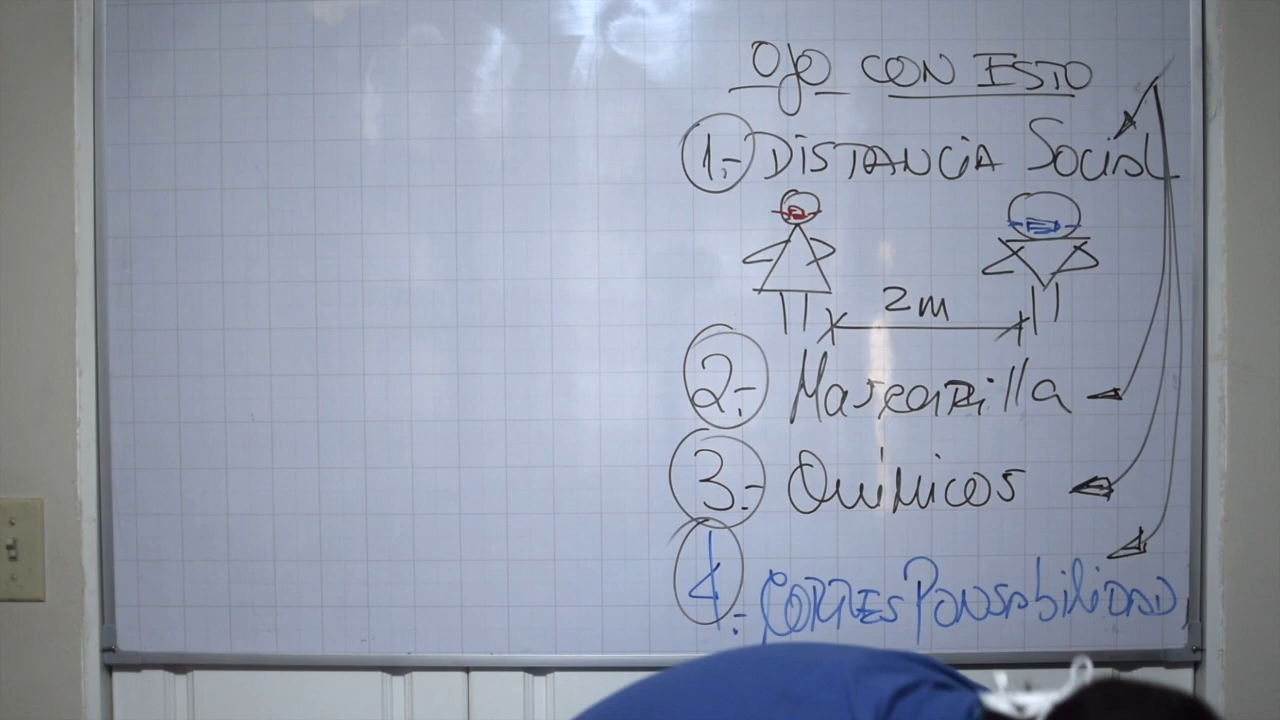 OJO CON ESTO
1.- DISTANCIA SOCIAL
2m
2.- Mascarilla
3.- QUíMICOS
4.- CORRESPONSAbiliDAD